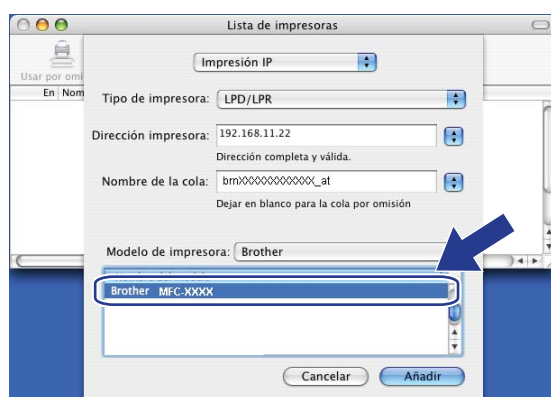 Lista de impresoras
Impresión IP
Usar por omi
En Nom
Tipo de impresora: LPD/LPR
Dirección impresora: 192.168.11.22
Dirección completa y válida.
Nombre de la cola: brnXXXXXXXXXXXX_at
Dejar en blanco para la cola por omisión
Modelo de impresora: Brother
Brother MFC-XXXX
Cancelar Añadir